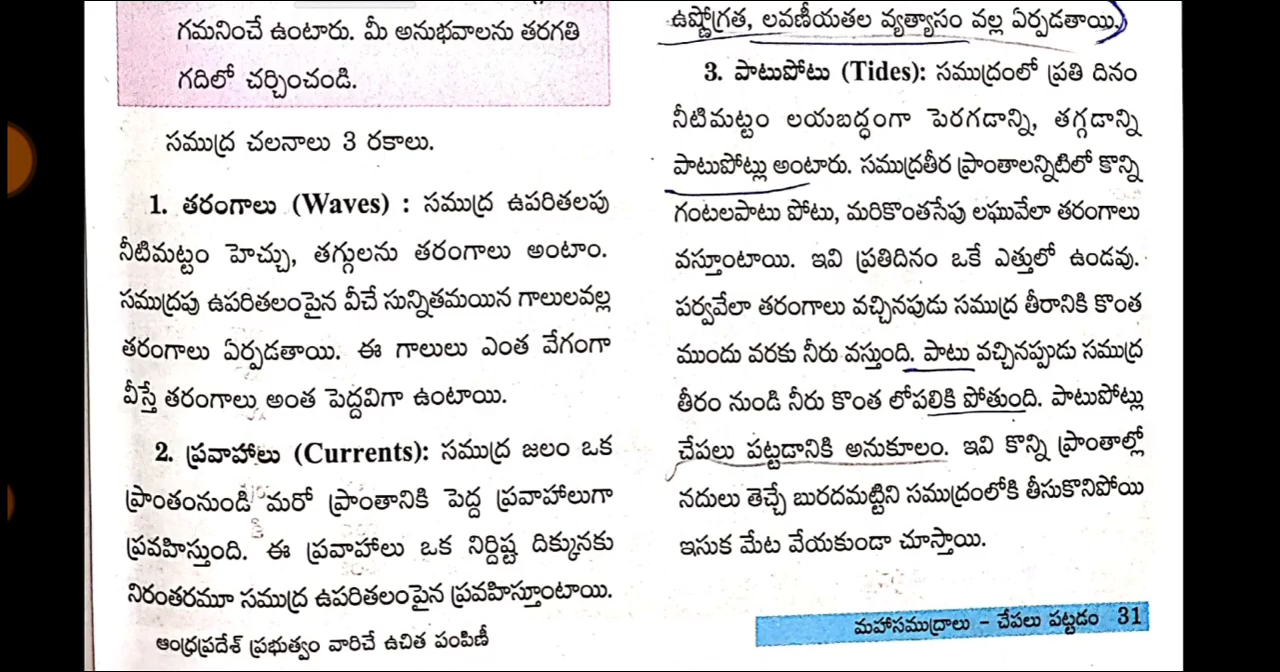 గమనించే ఉంటారు. మీ అనుభవాలను తరగతి
గదిలో చర్చించండి.
సముద్ర చలనాలు 3 రకాలు.
1. తరంగాలు (Waves) : సముద్ర ఉపరితలపు
నీటిమట్టం హెచ్చు, తగ్గులను తరంగాలు అంటాం.
సముద్రపు ఉపరితలంపైన వీచే సున్నితమయిన గాలులవల్ల
తరంగాలు ఏర్పడతాయి. ఈ గాలులు ఎంత వేగంగా
వీస్తే తరంగాలు అంత పెద్దవిగా ఉంటాయి.
2. ప్రవాహాలు (Currents): సముద్ర జలం ఒక
ప్రాంతంనుండి మరో ప్రాంతానికి పెద్ద ప్రవాహాలుగా
ప్రవహిస్తుంది. ఈ ప్రవాహాలు ఒక నిర్దిష్ట దిక్కునకు
నిరంతరమూ సముద్ర ఉపరితలంపైన ప్రవహిస్తూంటాయి.
ఆంధ్రప్రదేశ్ ప్రభుత్వం వారిచే ఉచిత పంపిణీ
ఉష్ణోగ్రత, లవణీయతల వ్యత్యాసం వల్ల ఏర్పడతాయి.
3. పాటుపోటు (Tides): సముద్రంలో ప్రతి దినం
నీటిమట్టం లయబద్ధంగా పెరగడాన్ని, తగ్గడాన్ని
పాటుపోట్లు అంటారు. సముద్రతీర ప్రాంతాలన్నిటిలో కొన్ని
గంటలపాటు పోటు, మరికొంతసేపు లఘువేలా తరంగాలు
వస్తూంటాయి. ఇవి ప్రతిదినం ఒకే ఎత్తులో ఉండవు.
పర్వవేలా తరంగాలు వచ్చినపుడు సముద్ర తీరానికి కొంత
ముందు వరకు నీరు వస్తుంది. పాటు వచ్చినప్పుడు సముద్ర
తీరం నుండి నీరు కొంత లోపలికి పోతుంది. పాటుపోట్లు
చేపలు పట్టడానికి అనుకూలం. ఇవి కొన్ని ప్రాంతాల్లో
నదులు తెచ్చే బురదమట్టిని సముద్రంలోకి తీసుకొనిపోయి
ఇసుక మేట వేయకుండా చూస్తాయి.
మహాసముద్రాలు - చేపలు పట్టడం 31